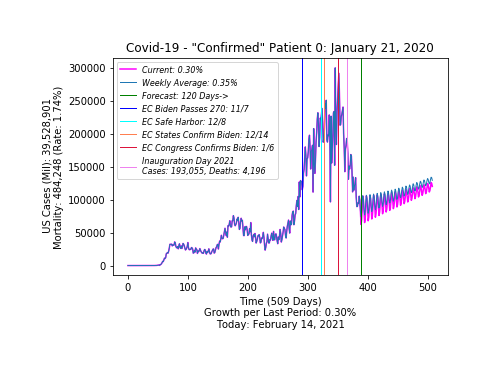 Covid-19 - "Confirmed" Patient 0: January 21, 2020
Current: 0.30%
Weekly Average: 0.35%
Forecast: 120 Days->
EC Biden Passes 270: 11/7
EC Safe Harbor: 12/8
EC States Confirm Biden: 12/14
EC Congress Confirms Biden: 1/6
Inauguration Day 2021
Cases: 193,055, Deaths: 4,196
300000
250000
200000
150000
100000
50000
0
US Cases (Mil): 39,528,901
Mortality: 484,248 (Rate: 1.74%)
0 100 200 300 400 500
Time (509 Days)
Growth per Last Period: 0.30%
Today: February 14, 2021